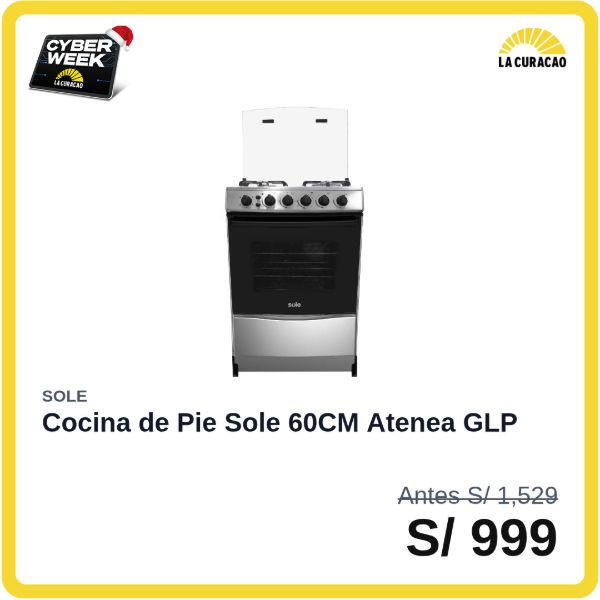 CYBER
WEEK
LA CURACAO
LA CURACAO
sole
SOLE
Cocina de Pie Sole 60CM Atenea GLP
Antes S/ 1,529
S/ 999